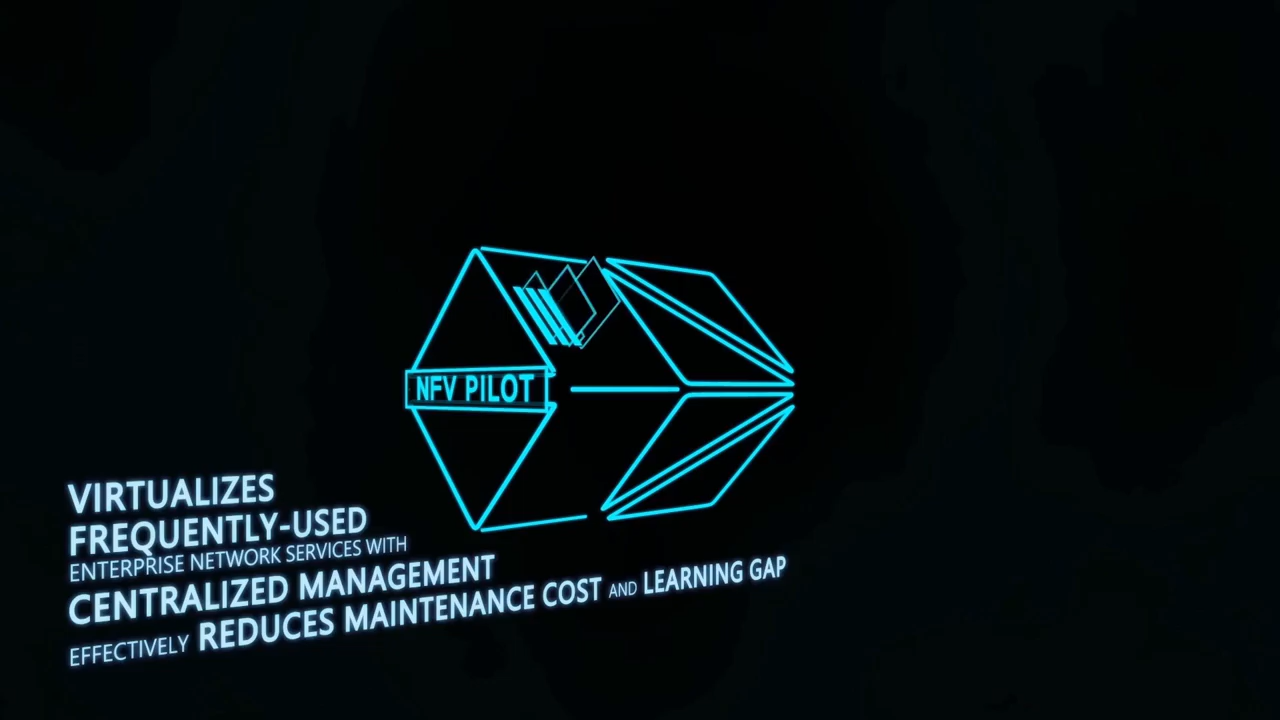 NFV PILOT
VIRTUALIZES
FREQUENTLY-USED
ENTERPRISE NETWORK SERVICES WITH
CENTRALIZED MANAGEMENT
EFFECTIVELY REDUCES MAINTENANCE COST AND LEARNING GAP